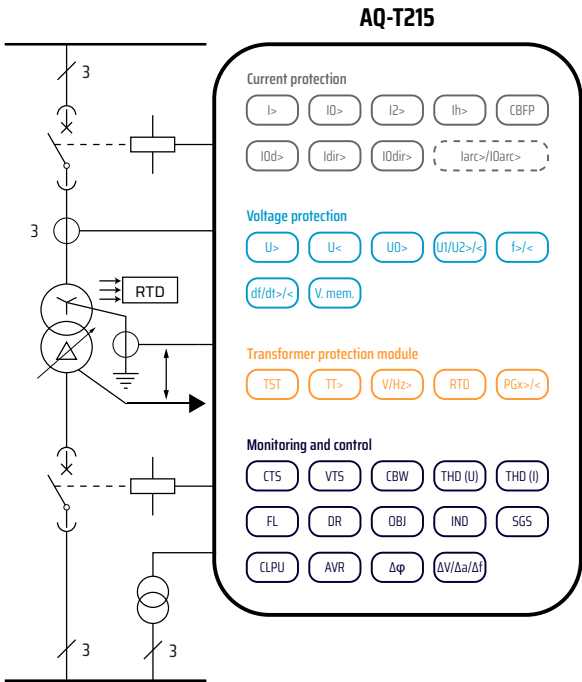 AQ-T215
3
Current protection
I> I0> I2> Ih> CBFP
I0d> Idir> I0dir> Iarc>/I0arc>
3
Voltage protection
U> U< U0> U1/U2>/< f>/<
df/dt>/< V. mem.
RTD
Transformer protection module
TST TT> V/Hz> RTD PGx>/<
Monitoring and control
CTS VTS CBW THD (U) THD (I)
FL DR OBJ IND SGS
CLPU AVR Δφ ΔV/Δa/Δf
3 3